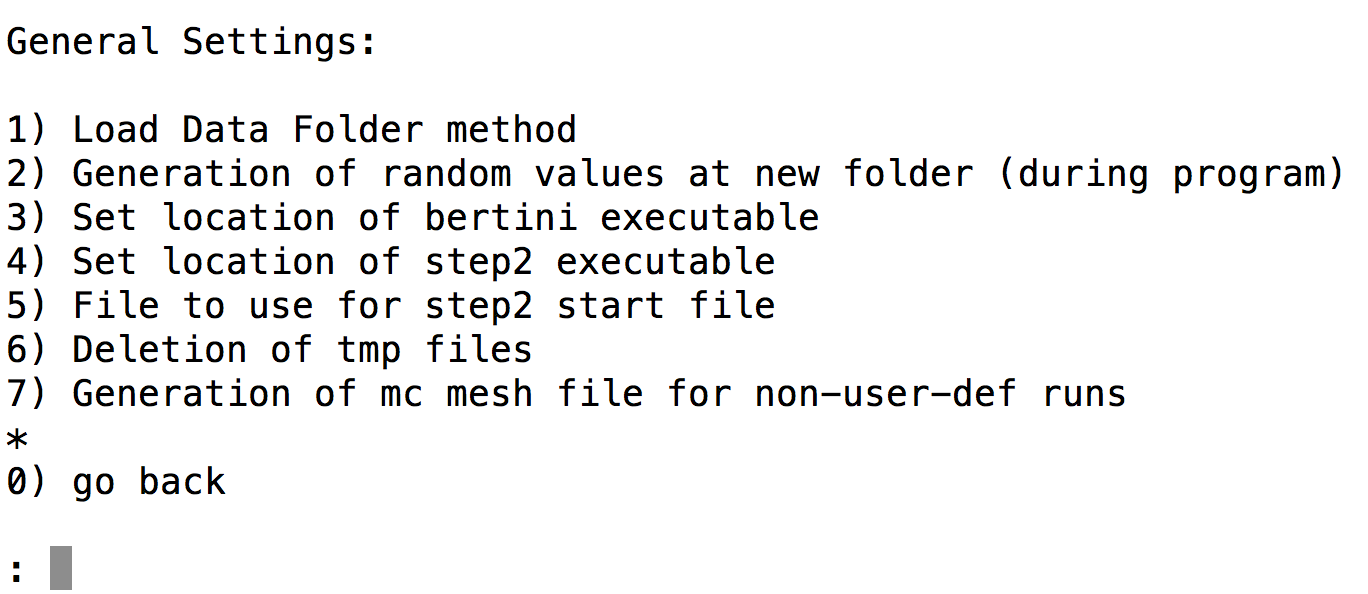 General Settings:
1) Load Data Folder method
2) Generation of random values at new folder (during program)
3) Set location of bertini executable
4) Set location of step2 executable
5) File to use for step2 start file
6) Deletion of tmp files
7) Generation of mc mesh file for non-user-def runs
*
0) go back
: